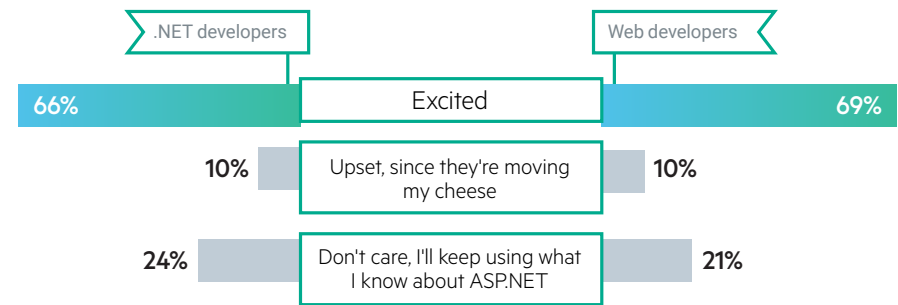 .NET developers
Web developers
66%
Excited
69%
10%
Upset, since they're moving
my cheese
10%
24%
Don't care, I'll keep using what
I know about ASP.NET
21%